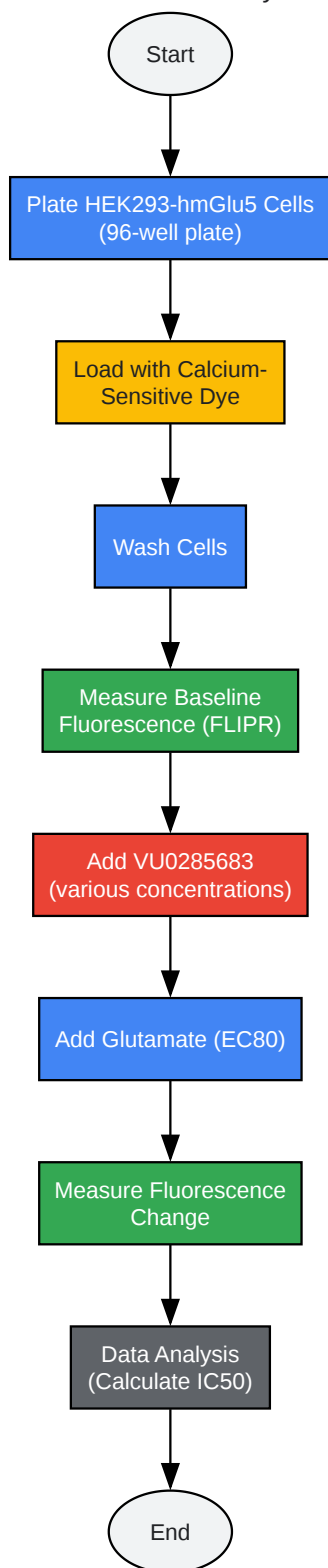 Start
Plate HEK293-hmGlu5 Cells
(96-well plate)
Load with Calcium-
Sensitive Dye
Wash Cells
Measure Baseline
Fluorescence (FLIPR)
Add VU0285683
(various concentrations)
Add Glutamate (EC80)
Measure Fluorescence
Change
Data Analysis
(Calculate IC50)
End